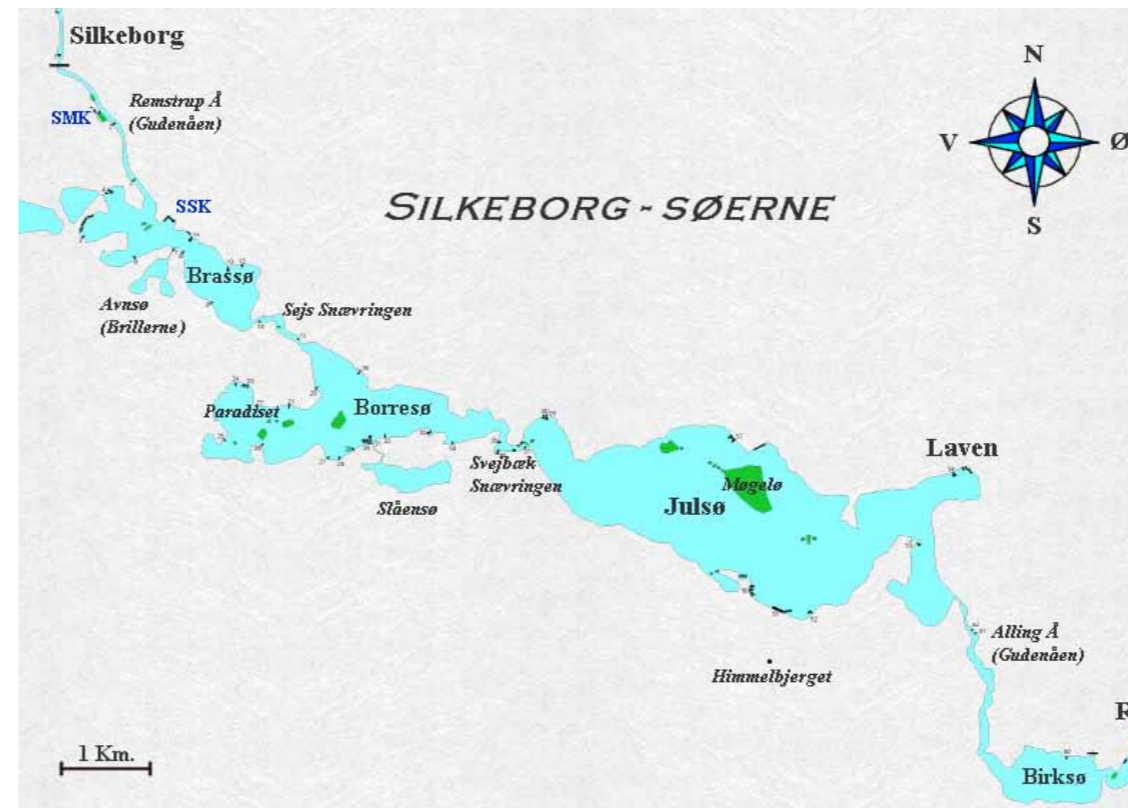 Silkeborg
N
Remstrup Å
SMK
(Gudenåen)
V
Ø
SSK
SILKEBORG - SØERNE
S
Brassø
Avnsø
(Brillerne)
Sejs Snævringen
Paradiset
Borresø
Laven
Svejbæk
Snævringen
Møgelø
Slåensø
Julsø
Alling Å
(Gudenåen)
Himmelbjerget
R
1 Km.
Birksø